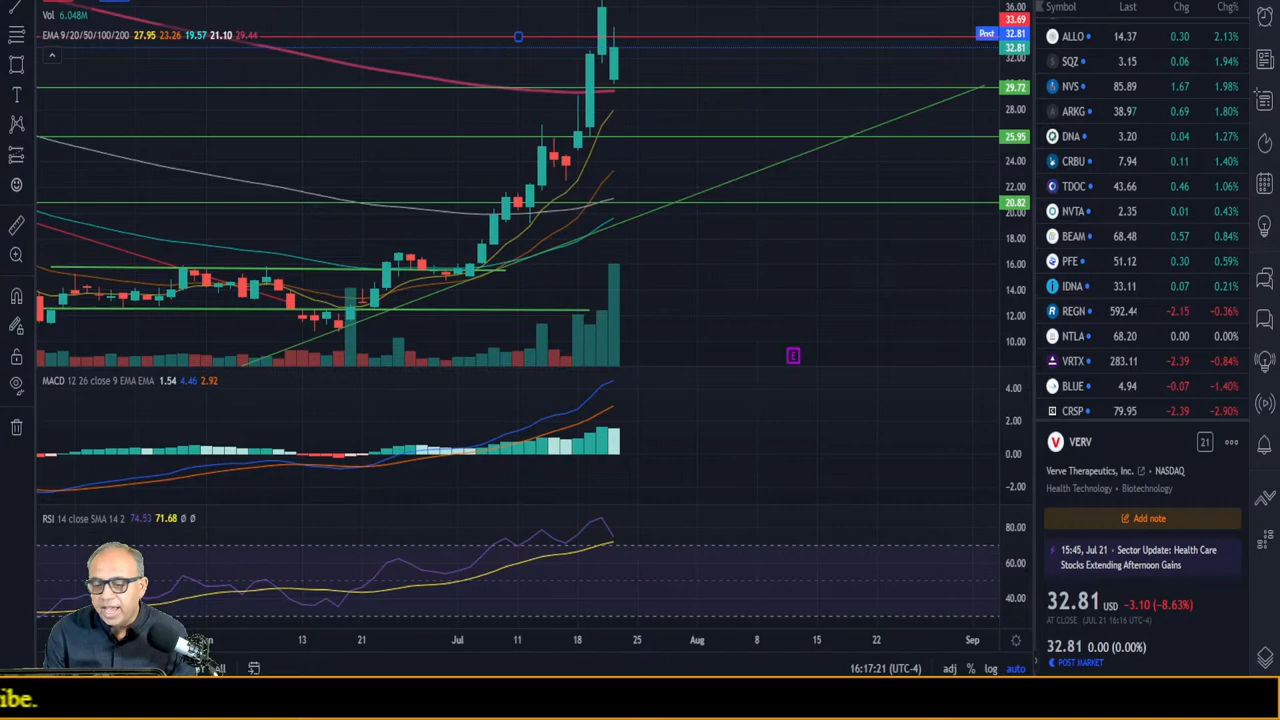 Vol 6.048M
EMA 9/20/50/100/200 27.95 23.26 19.57 21.10 29.44
36.00
33.69
Post 32.81
32.81
32.00
29.72
28.00
25.95
24.00
22.00
20.82
20.00
18.00
16.00
14.00
12.00
10.00
E
MACD 12 26 close 9 EMA EMA 1.54 4.46 2.92
4.00
2.00
0.00
−2.00
RSI 14 close SMA 14 2 74.53 71.68 Ø Ø
80.00
60.00
40.00
13 21 Jul 11 18 25 Aug 8 15 22 Sep
All
16:17:21 (UTC-4) adj % log auto
Symbol Last Chg Chg%
ALLO 14.37 0.30 2.13%
SQZ 3.15 0.06 1.94%
NVS 85.89 1.67 1.98%
ARKG 38.97 0.69 1.80%
DNA 3.20 0.04 1.27%
CRBU 7.94 0.11 1.40%
TDOC 43.66 0.46 1.06%
NVTA 2.35 0.01 0.43%
BEAM 68.48 0.57 0.84%
PFE 51.12 0.30 0.59%
IDNA 33.11 0.07 0.21%
REGN 592.44 −2.15 −0.36%
NTLA 68.20 0.00 0.00%
VRTX 283.11 −2.39 −0.84%
BLUE 4.94 −0.07 −1.40%
CRSP 79.95 −2.39 −2.90%
VERV 21
Verve Therapeutics, Inc. • NASDAQ
Health Technology • Biotechnology
Add note
15:45, Jul 21 • Sector Update: Health Care
Stocks Extending Afternoon Gains
32.81 USD −3.10 (−8.63%)
AT CLOSE (JUL 21 16:16 UTC-4)
32.81 0.00 (0.00%)
POST MARKET
ibe.